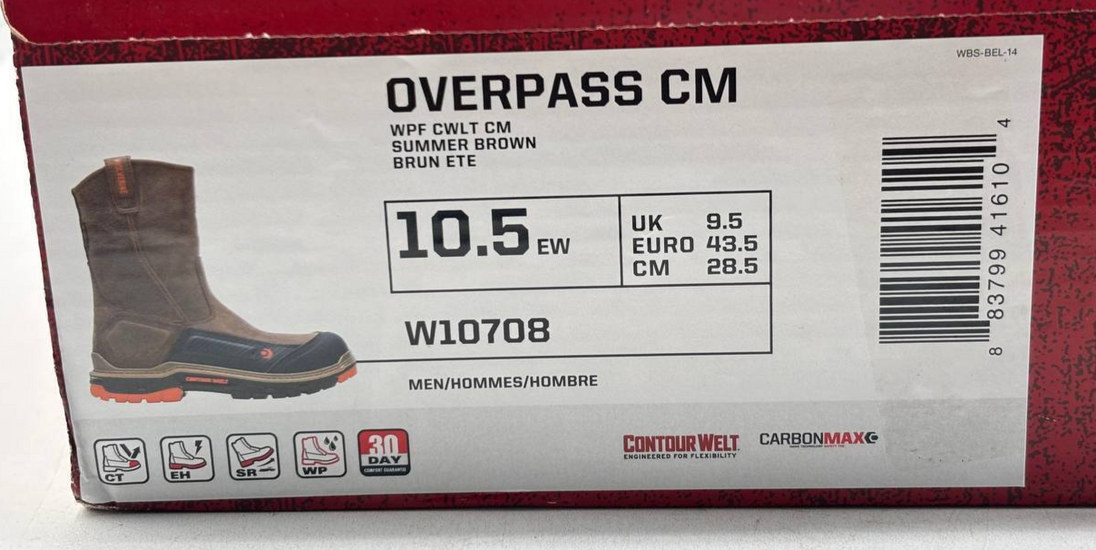 WBS-BEL-14
OVERPASS CM
WPF CWLT CM
SUMMER BROWN
BRUN ETE
10.5 EW
UK 9.5
EURO 43.5
CM 28.5
W10708
MEN/HOMMES/HOMBRE
8 83799 41610 4
CONTOUR WELT
CT
EH
SR
WP
30
DAY
COMFORT GUARANTEE
CONTOUR WELT
ENGINEERED FOR FLEXIBILITY
CARBONMAX